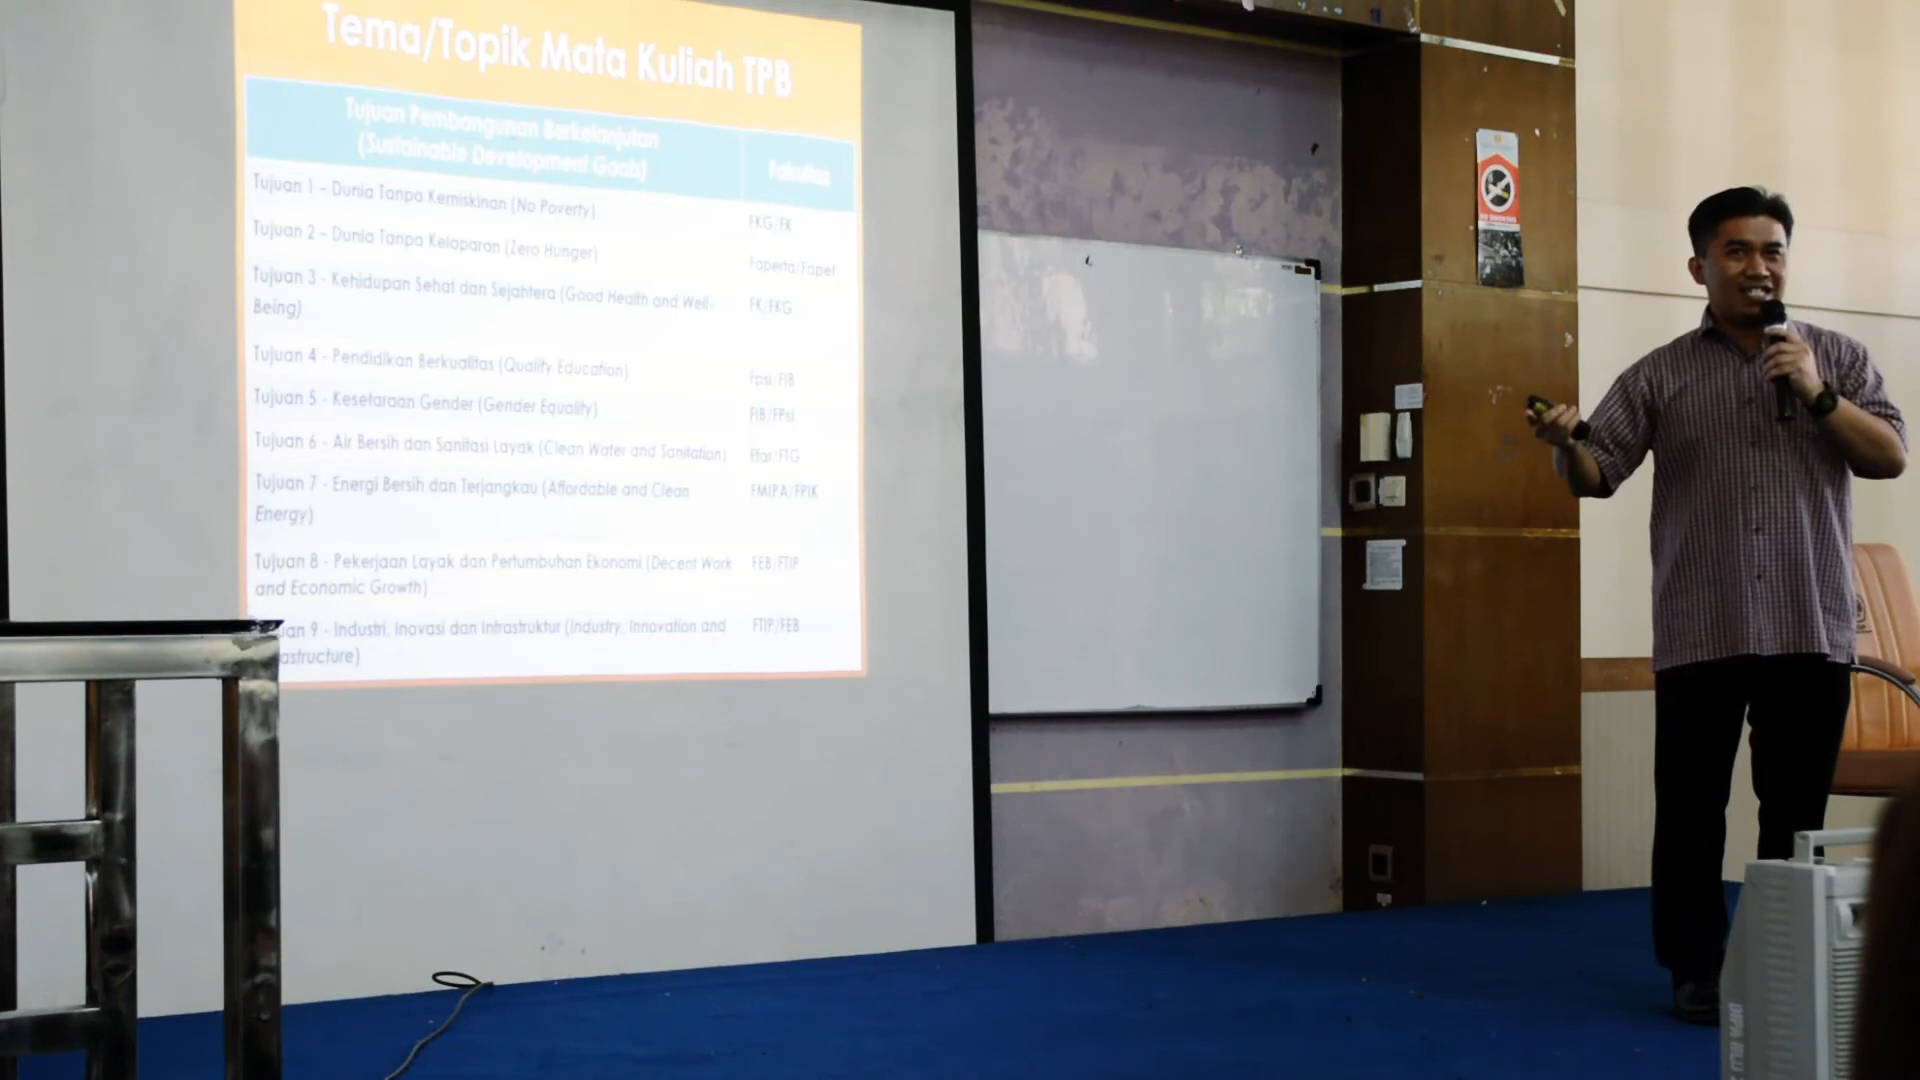 Tema/Topik Mata Kuliah TPB
Tujuan Pembangunan Berkelanjutan
(Sustainable Development Goals)
Fakultas
Tujuan 1 – Dunia Tanpa Kemiskinan (No Poverty)
FKG/FK
Tujuan 2 – Dunia Tanpa Kelaparan (Zero Hunger)
Faperta/Fapet
Tujuan 3 - Kehidupan Sehat dan Sejahtera (Good Health and Well-
Being)
FK/FKG
Tujuan 4 - Pendidikan Berkualitas (Quality Education)
Fpsi/FIB
Tujuan 5 - Kesetaraan Gender (Gender Equality)
FIB/FPsi
Tujuan 6 - Air Bersih dan Sanitasi Layak (Clean Water and Sanitation)
Ffar/FTG
Tujuan 7 - Energi Bersih dan Terjangkau (Affordable and Clean
Energy)
FMIPA/FPIK
Tujuan 8 - Pekerjaan Layak dan Pertumbuhan Ekonomi (Decent Work
and Economic Growth)
FEB/FTIP
uan 9 - Industri, Inovasi dan Infrastruktur (Industry, Innovation and
astructure)
FTIP/FEB
NO SMOKING